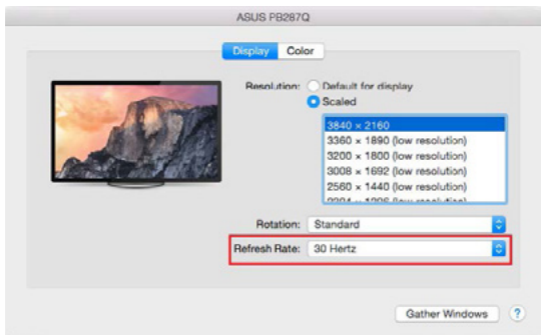 ASUS PB287Q
Display Color
Resolution: Default for display
Scaled
3840 × 2160
3360 × 1890 (low resolution)
3200 × 1800 (low resolution)
3008 × 1692 (low resolution)
2560 × 1440 (low resolution)
Rotation: Standard
Refresh Rate: 30 Hertz
Gather Windows ?